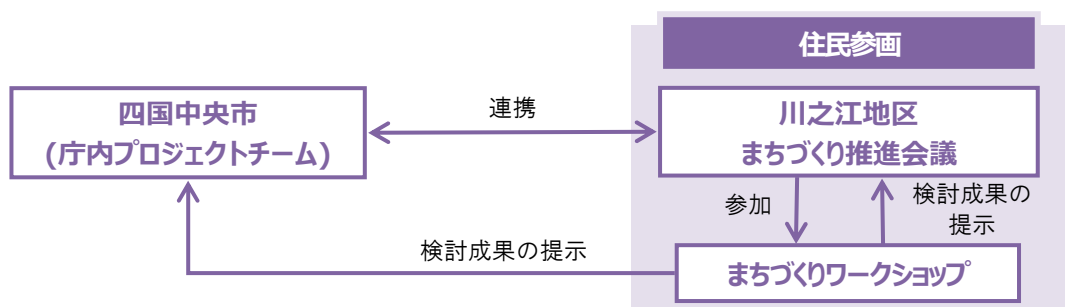 住民参画
四国中央市
(庁内プロジェクトチーム)
連携
川之江地区
まちづくり推進会議
参加
検討成果の
提示
検討成果の提示
まちづくりワークショップ